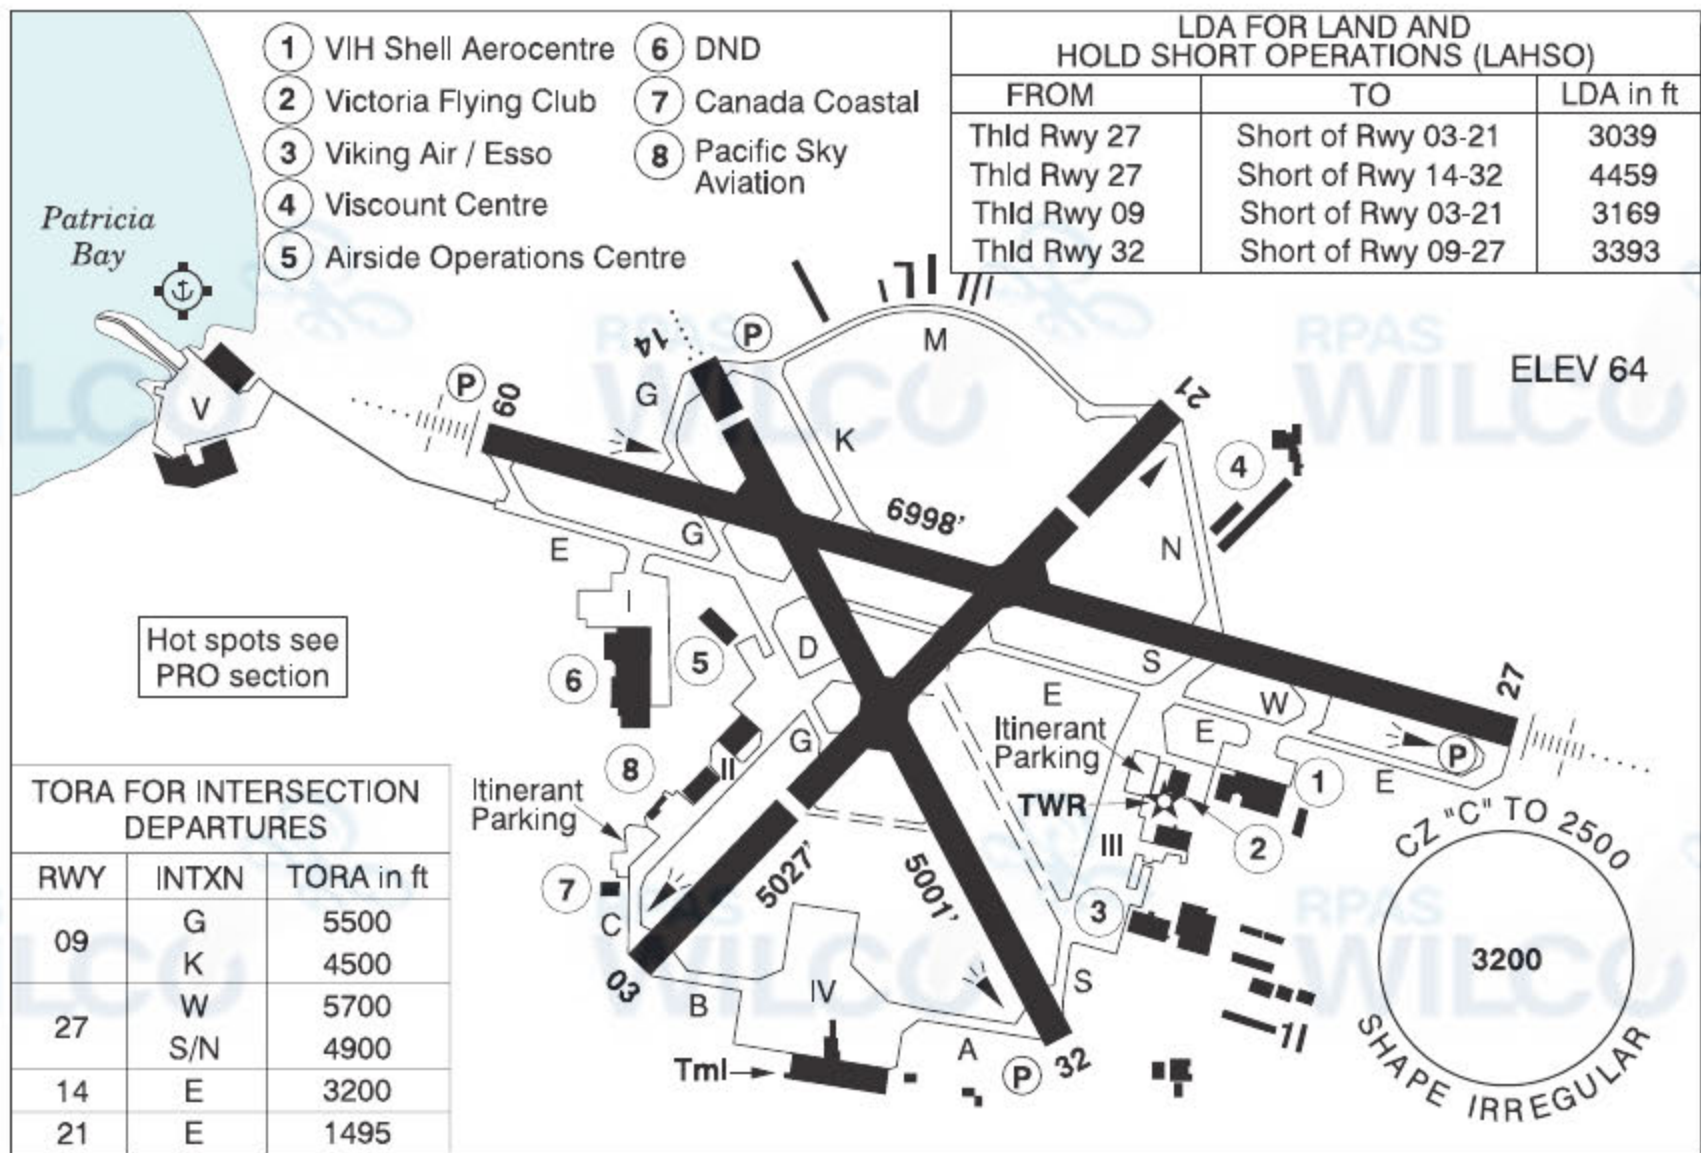 1 VIH Shell Aerocentre
2 Victoria Flying Club
3 Viking Air / Esso
4 Viscount Centre
5 Airside Operations Centre
6 DND
7 Canada Coastal
8 Pacific Sky
Aviation
LDA FOR LAND AND
HOLD SHORT OPERATIONS (LAHSO)
FROM TO LDA in ft
Thld Rwy 27 Short of Rwy 03-21 3039
Thld Rwy 27 Short of Rwy 14-32 4459
Thld Rwy 09 Short of Rwy 03-21 3169
Thld Rwy 32 Short of Rwy 09-27 3393
Patricia
Bay
ELEV 64
RPAS
WILCO
RPAS
WILCO
LCO
V
P
09
14
P
G
M
K
21
4
6998'
N
E
G
I
D
S
27
6
5
E
W
Itinerant
Parking
E
P
E
G
8
II
1
TWR
2
III
Itinerant
Parking
7
C
5027'
5001'
3
03
B
IV
S
A
32
P
Tml
Hot spots see
PRO section
CZ "C" TO 2500
3200
SHAPE IRREGULAR
RPAS
WILCO
LCO
WILCO
TORA FOR INTERSECTION
DEPARTURES
RWY INTXN TORA in ft
09 G 5500
K 4500
27 W 5700
S/N 4900
14 E 3200
21 E 1495